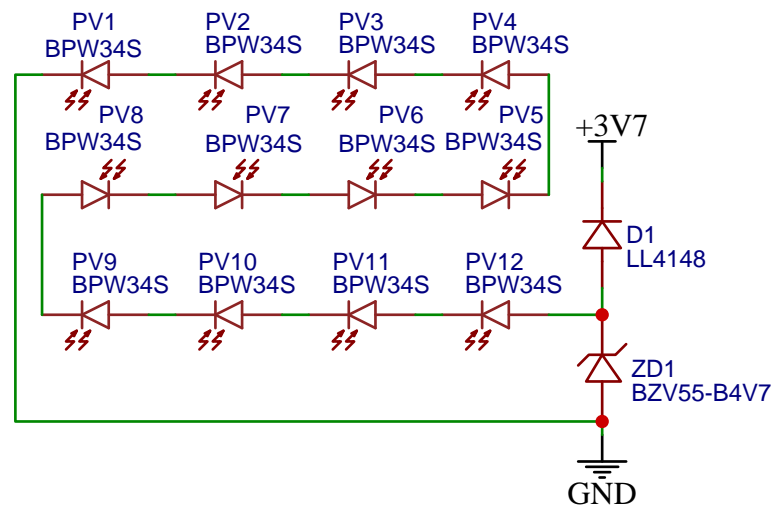 PV1 PV2 PV3 PV4
BPW34S BPW34S BPW34S BPW34S
PV8 PV7 PV6 PV5
BPW34S BPW34S BPW34S BPW34S
+3V7
D1
LL4148
PV9 PV10 PV11 PV12
BPW34S BPW34S BPW34S BPW34S
ZD1
BZV55-B4V7
GND